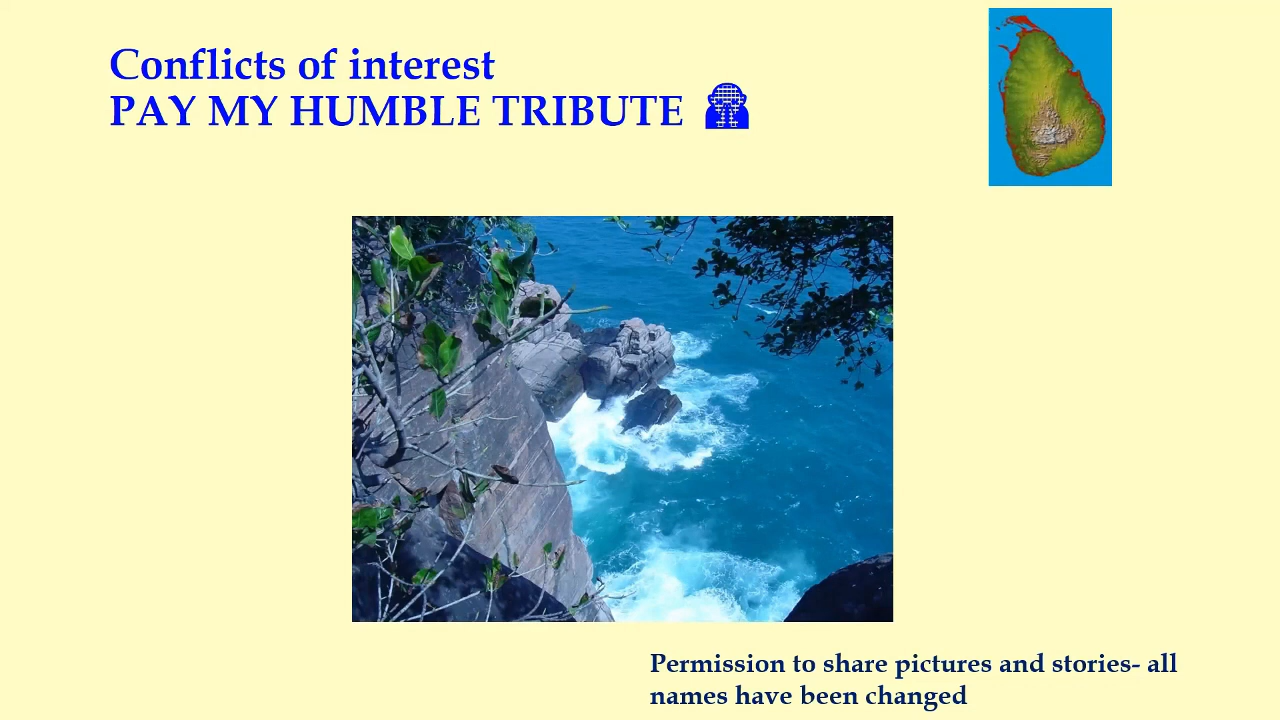 Conflicts of interest
PAY MY HUMBLE TRIBUTE
Permission to share pictures and stories- all
names have been changed